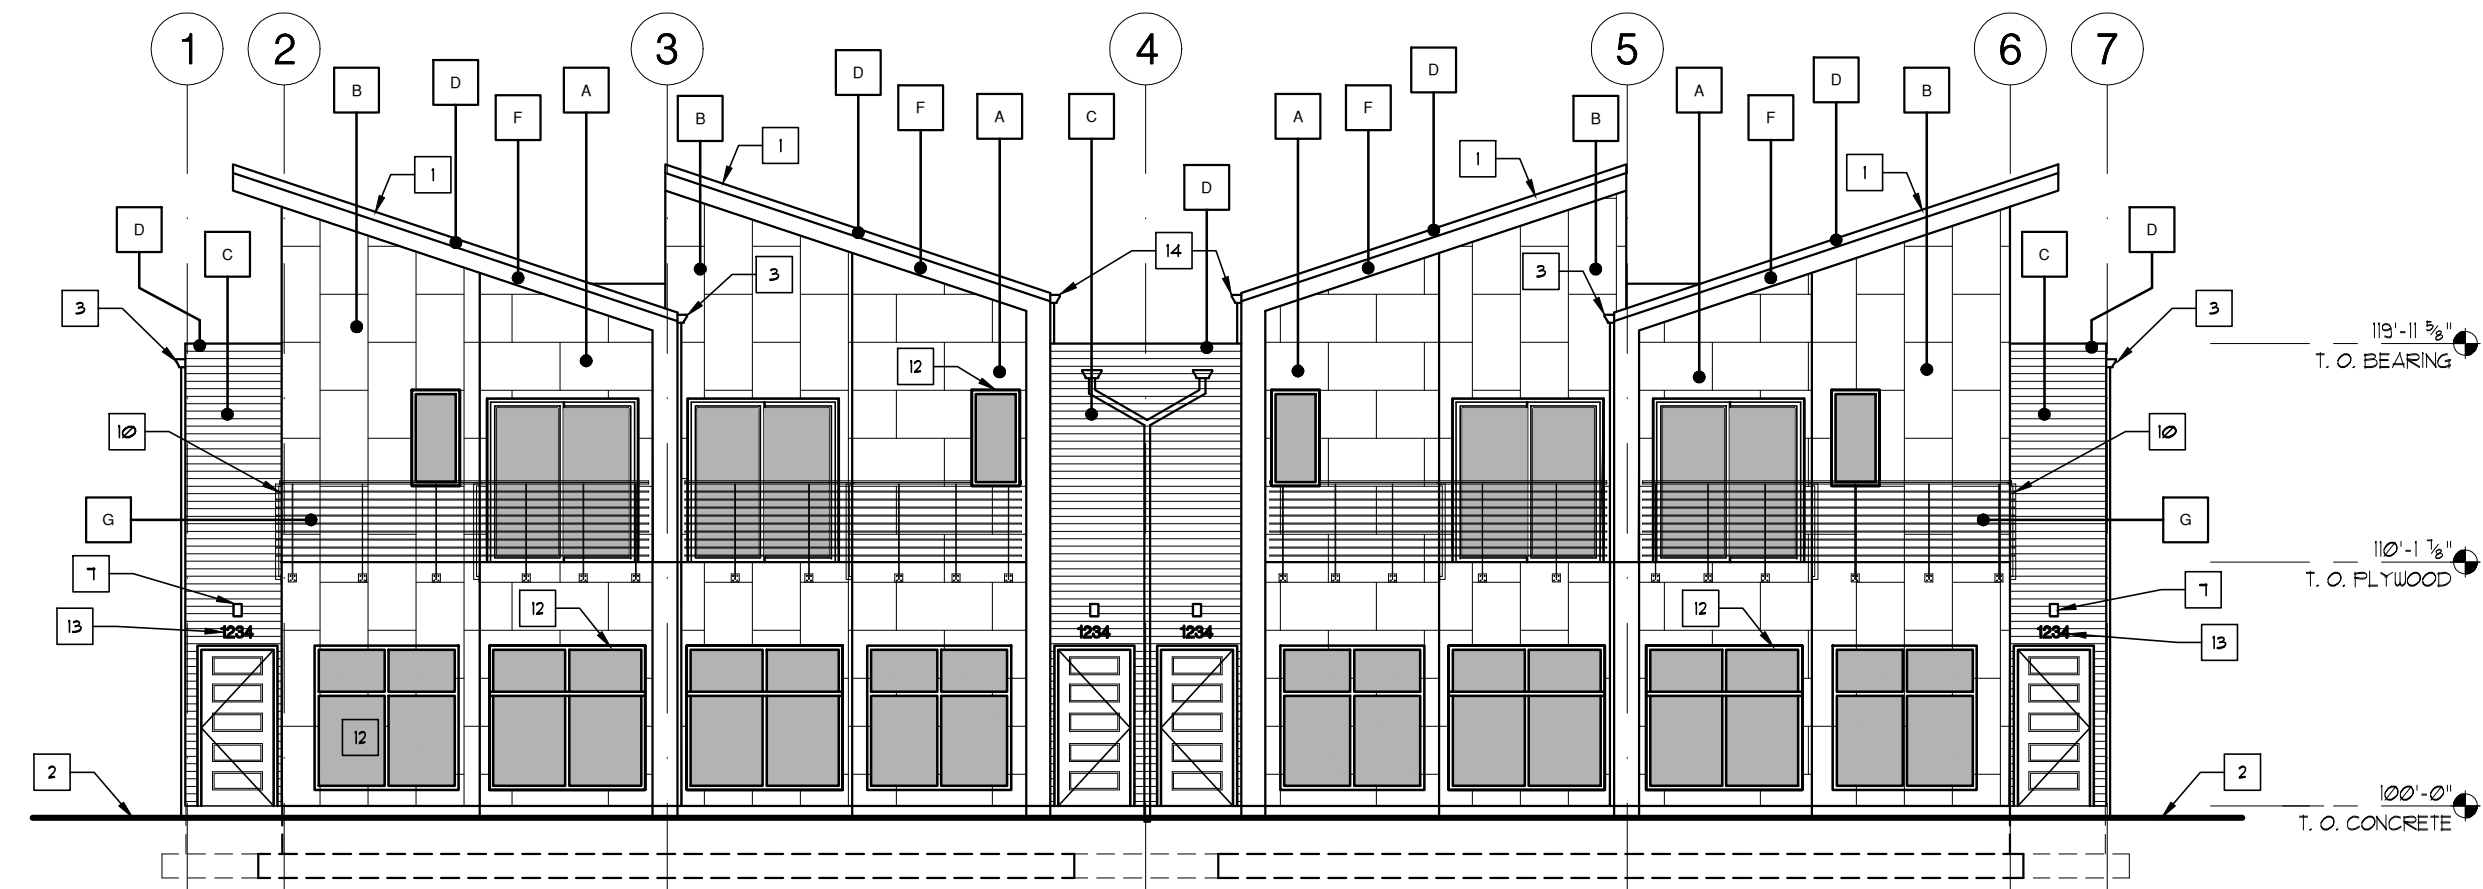 1 2 3 4 5 6 7
B D F A B D F A C A F D B A F D B
1 1 1 1
D C D 14 C D
3 3 3 3
12
119'-11 5/8"
T. O. BEARING
10 10
G G
110'-1 7/8"
T. O. PLYWOOD
7 12 12 7
13 1234 1234 1234 1234 13
12
2 2
100'-0"
T. O. CONCRETE